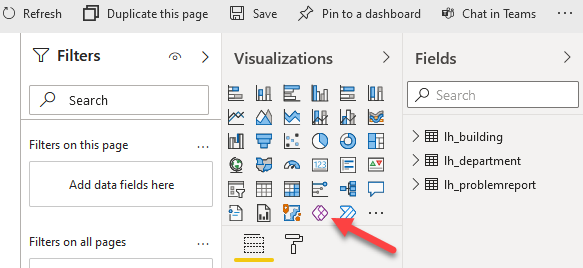 Refresh Duplicate this page Save Pin to a dashboard Chat in Teams
Filters
Search
Filters on this page ...
Add data fields here
Filters on all pages ...
Visualizations
123
...
Fields
Search
lh_building
lh_department
lh_problemreport